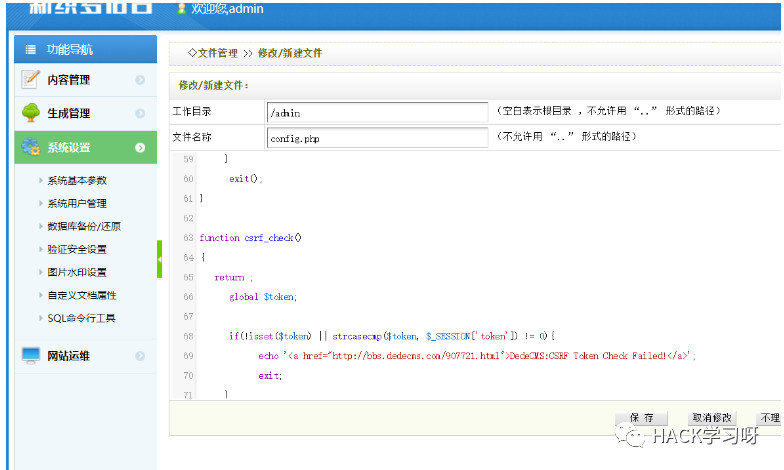 欢迎您,admin
功能导航
内容管理
生成管理
系统设置
系统基本参数
系统用户管理
数据库备份/还原
验证安全设置
图片水印设置
自定义文档属性
SQL命令行工具
网站运维
◇文件管理 >> 修改/新建文件
修改/新建文件：
工作目录 /admin （空白表示根目录 ，不允许用 “..” 形式的路径）
文件名称 config.php （不允许用 “..” 形式的路径）
59 }
60 exit();
61 }
62
63 function csrf_check()
64 {
65 return ;
66 global $token;
67
68 if(!isset($token) || strcasecmp($token, $_SESSION['token']) != 0){
69 echo '<a href="http://bbs.dedecms.com/907721.html">DedeCMS:CSRF Token Check Failed!</a>';
70 exit;
71 }
保 存 取消修改 不理
HACK学习呀